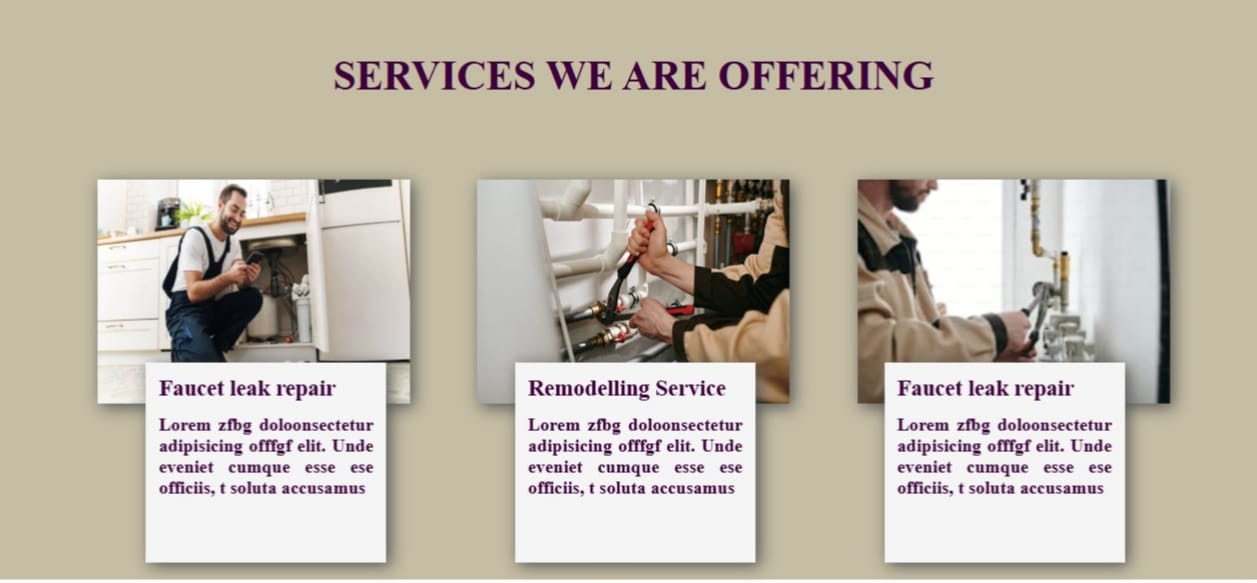 SERVICES WE ARE OFFERING
Faucet leak repair
Lorem zfbg doloonsectetur
adipisicing offfgf elit. Unde
eveniet cumque esse ese
officiis, t soluta accusamus
Remodelling Service
Lorem zfbg doloonsectetur
adipisicing offfgf elit. Unde
eveniet cumque esse ese
officiis, t soluta accusamus
Faucet leak repair
Lorem zfbg doloonsectetur
adipisicing offfgf elit. Unde
eveniet cumque esse ese
officiis, t soluta accusamus